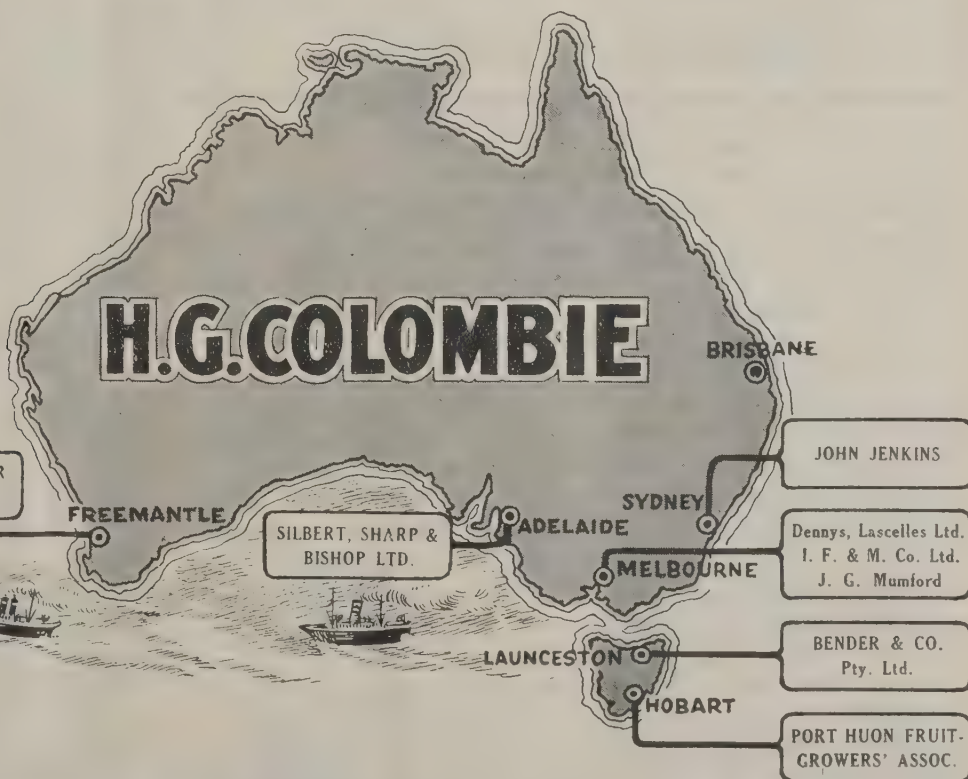 H.G.COLOMBIE
BRISBANE
JOHN JENKINS
SYDNEY
FREEMANTLE
SILBERT, SHARP &
BISHOP LTD.
ADELAIDE
MELBOURNE
Dennys, Lascelles Ltd.
I. F. & M. Co. Ltd.
J. G. Mumford
LAUNCESTON
BENDER & CO.
Pty. Ltd.
HOBART
PORT HUON FRUIT-
GROWERS' ASSOC.